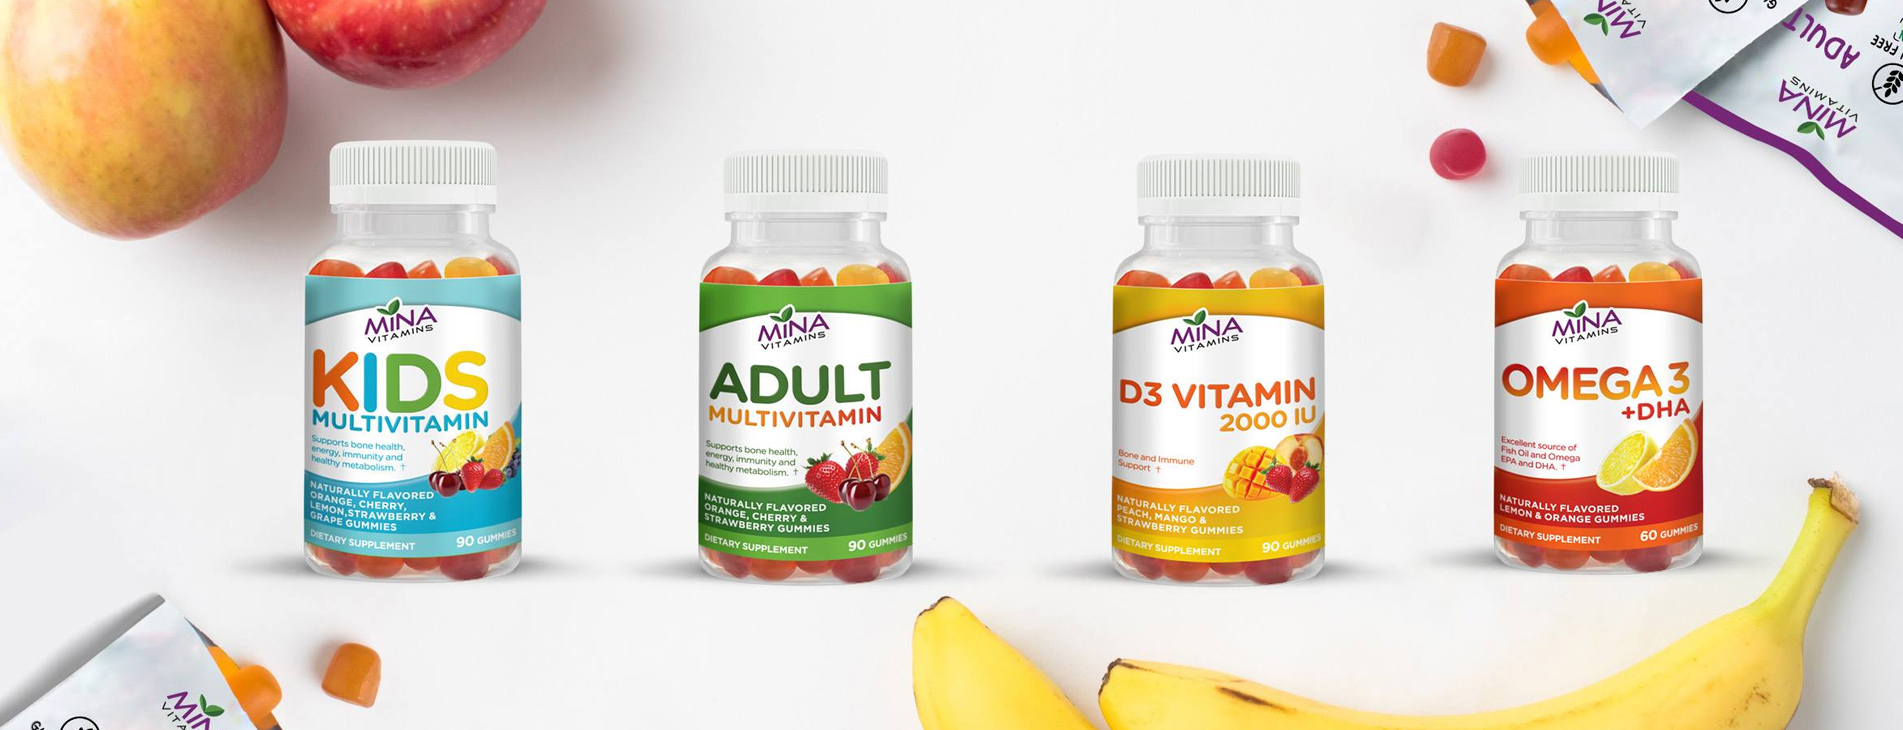 MINA
VITAMINS
KIDS
MULTIVITAMIN
Supports bone health,
energy, immunity and
healthy metabolism. †
NATURALLY FLAVORED
ORANGE, CHERRY,
LEMON,STRAWBERRY &
GRAPE GUMMIES
DIETARY SUPPLEMENT 90 GUMMIES
MINA
VITAMINS
ADULT
MULTIVITAMIN
Supports bone health,
energy, immunity and
healthy metabolism. †
NATURALLY FLAVORED
ORANGE, CHERRY &
STRAWBERRY GUMMIES
DIETARY SUPPLEMENT 90 GUMMIES
MINA
VITAMINS
D3 VITAMIN
2000 IU
Bone and Immune
Support †
NATURALLY FLAVORED
PEACH, MANGO &
STRAWBERRY GUMMIES
DIETARY SUPPLEMENT 90 GUMMIES
MINA
VITAMINS
OMEGA 3
+DHA
Excellent source of
Fish Oil and Omega
EPA and DHA. †
NATURALLY FLAVORED
LEMON & ORANGE GUMMIES
DIETARY SUPPLEMENT 60 GUMMIES
MINA
ADULT
FREE
MINA
VITAMINS